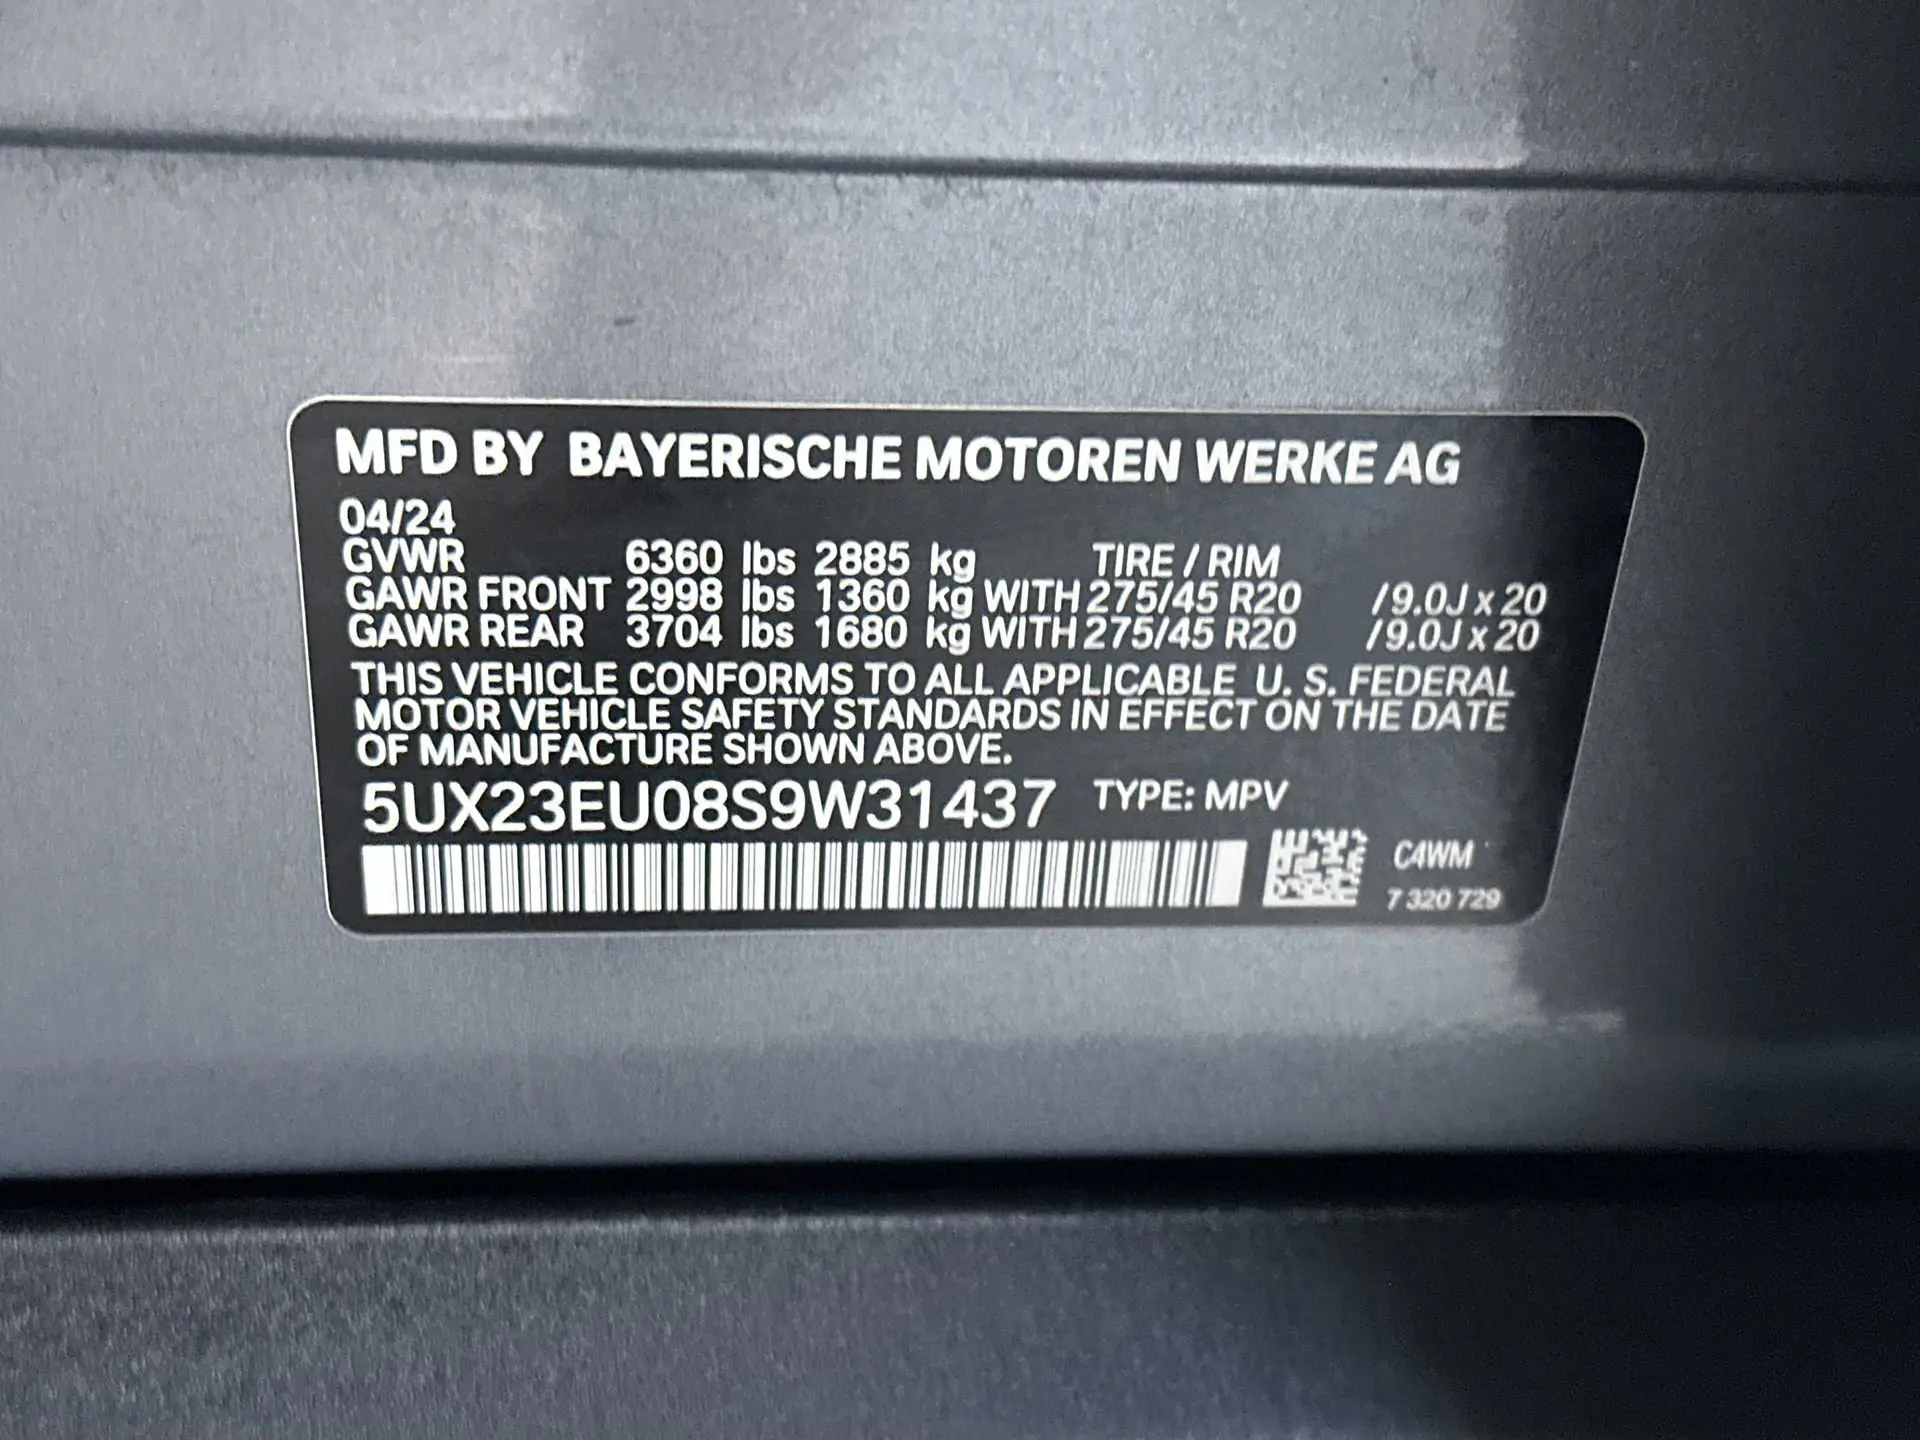 MFD BY BAYERISCHE MOTOREN WERKE AG
04/24
GVWR 6360 lbs 2885 kg TIRE / RIM
GAWR FRONT 2998 lbs 1360 kg WITH 275/45 R20 /9.0J x 20
GAWR REAR 3704 lbs 1680 kg WITH 275/45 R20 /9.0J x 20
THIS VEHICLE CONFORMS TO ALL APPLICABLE U. S. FEDERAL
MOTOR VEHICLE SAFETY STANDARDS IN EFFECT ON THE DATE
OF MANUFACTURE SHOWN ABOVE.
5UX23EU08S9W31437 TYPE: MPV
C4WM
7 320 729